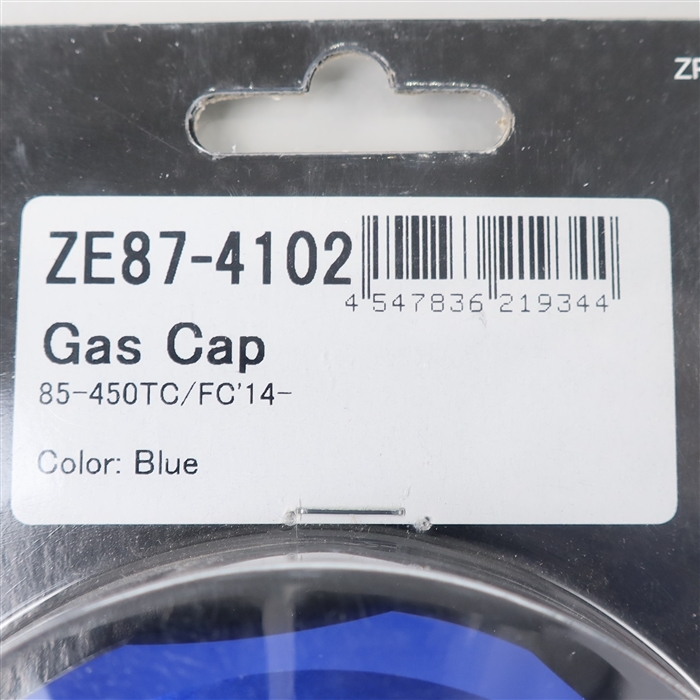 ZE87-4102
4 547836 219344
Gas Cap
85-450TC/FC'14-
Color: Blue